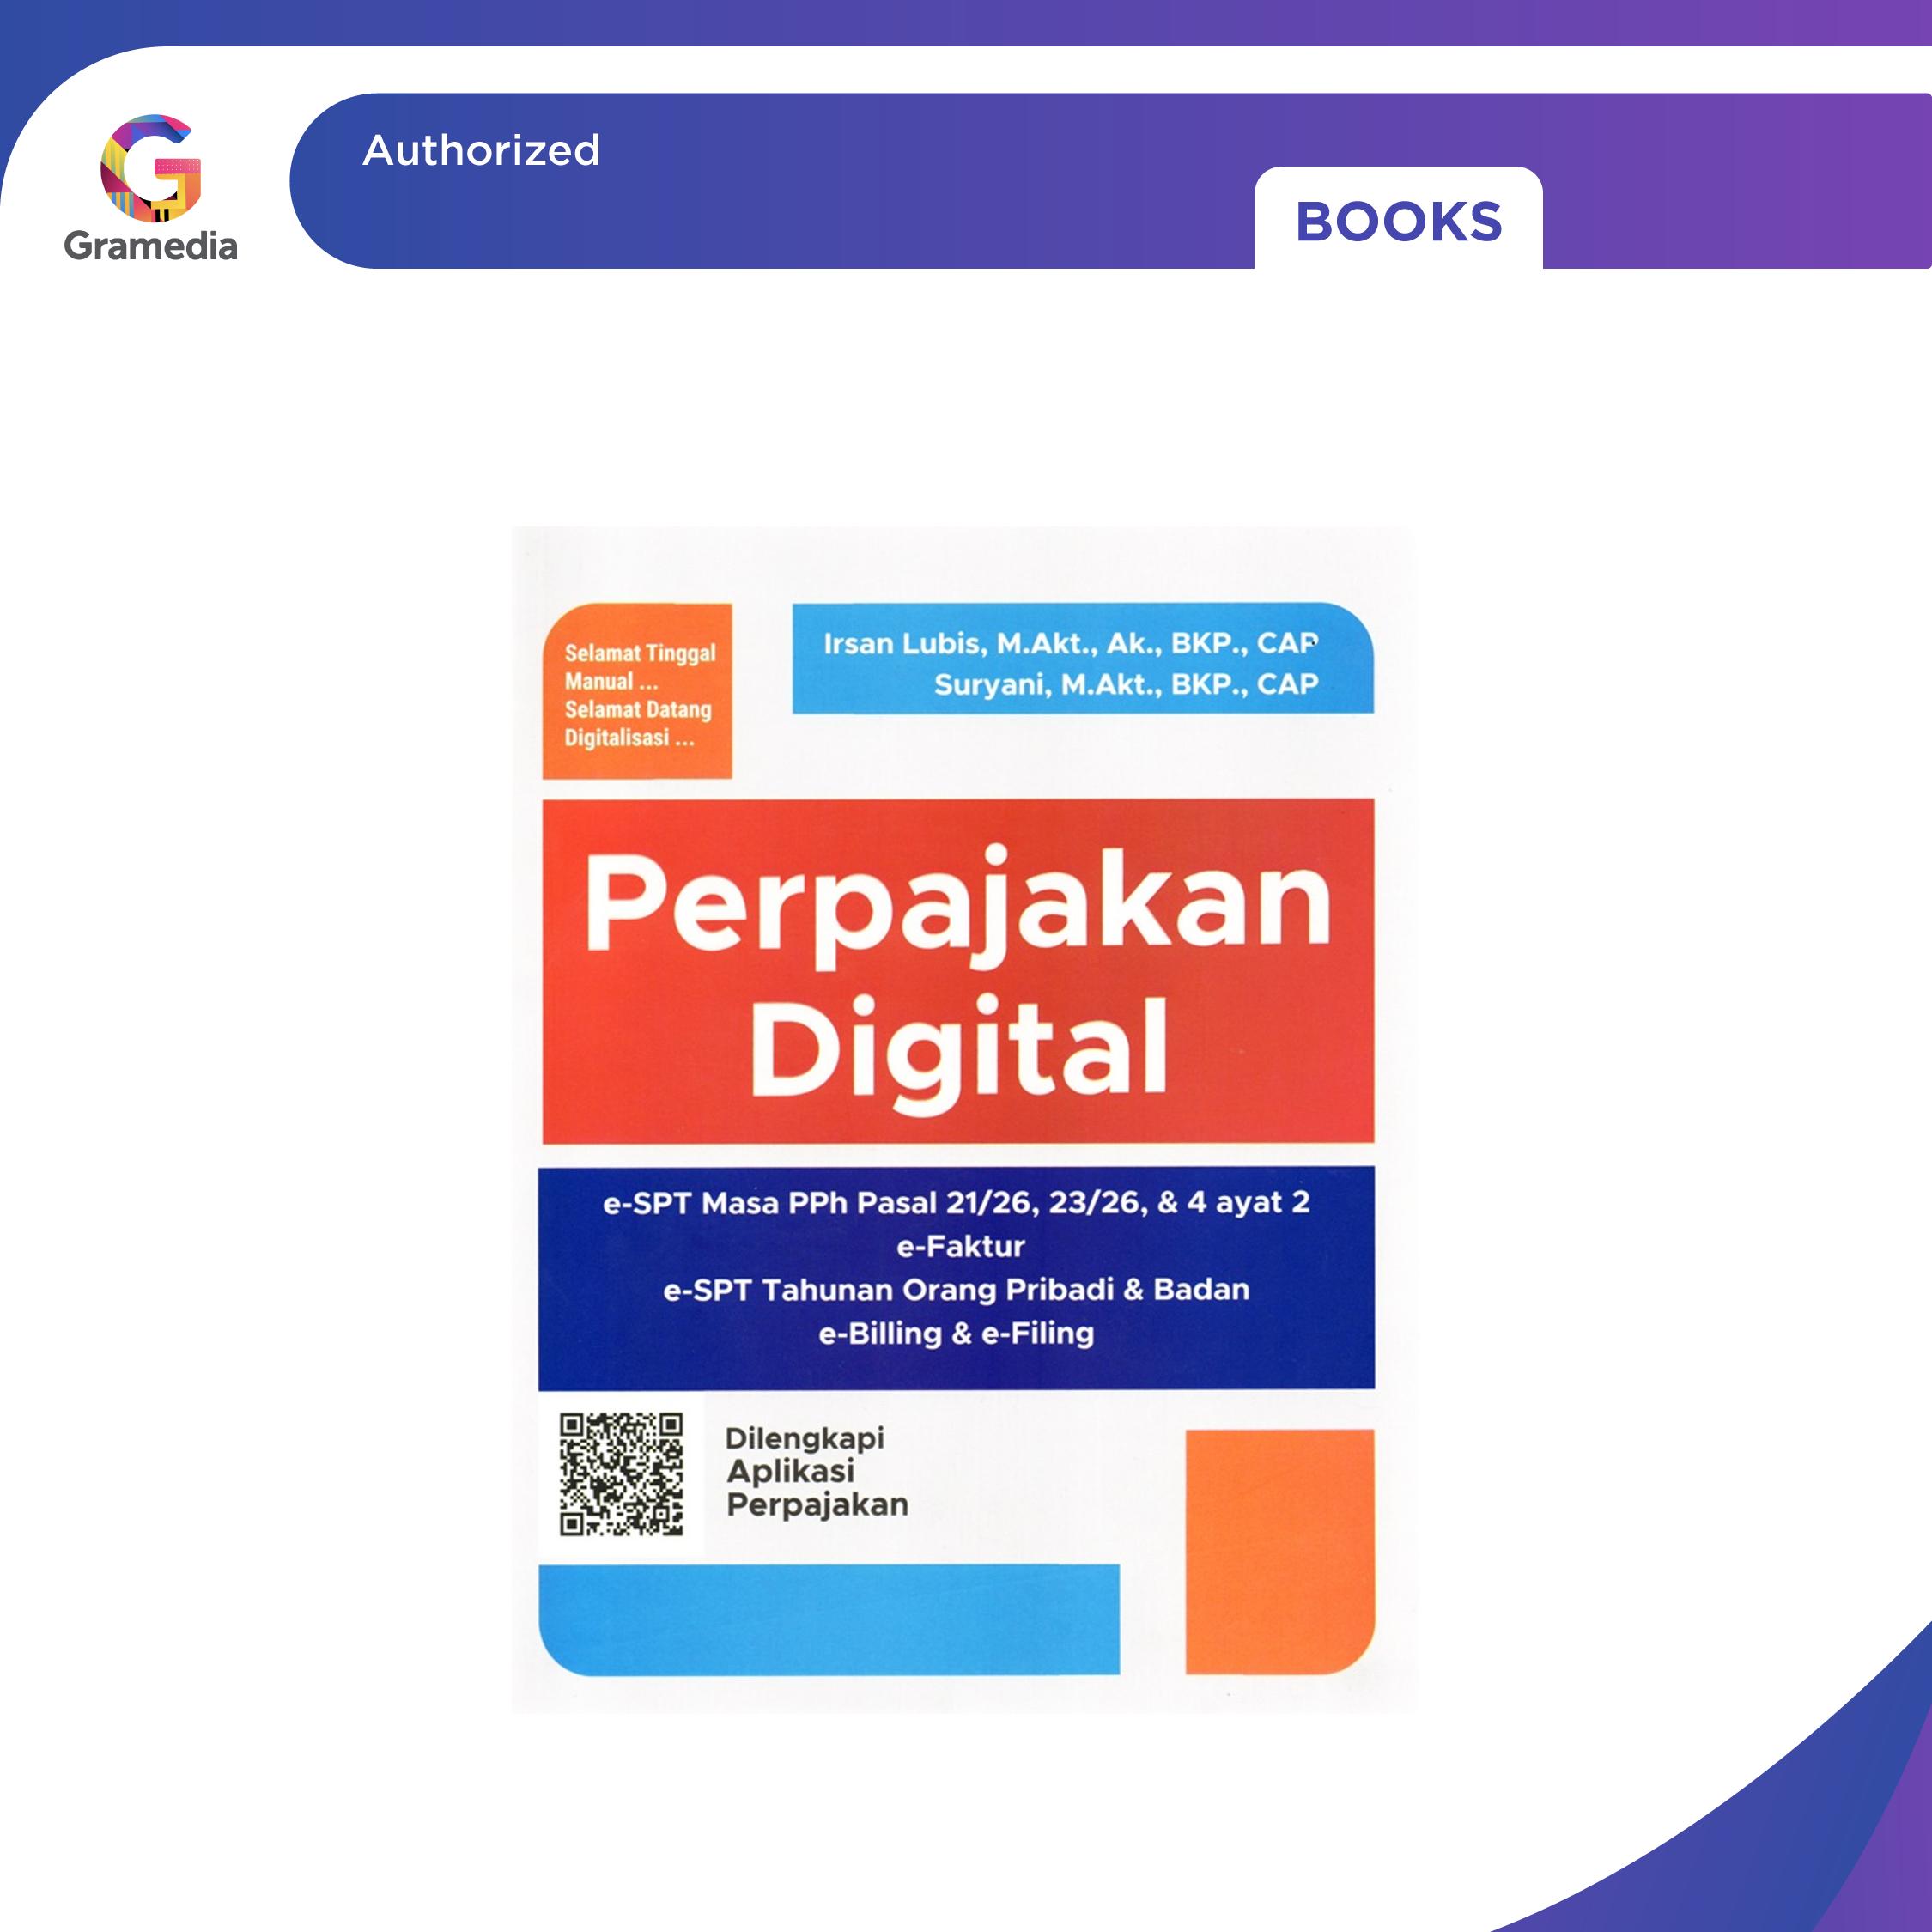 Gramedia
Authorized
BOOKS
Selamat Tinggal
Manual ...
Selamat Datang
Digitalisasi ...
Irsan Lubis, M.Akt., Ak., BKP., CAP
Suryani, M.Akt., BKP., CAP
Perpajakan
Digital
e-SPT Masa PPh Pasal 21/26, 23/26, & 4 ayat 2
e-Faktur
e-SPT Tahunan Orang Pribadi & Badan
e-Billing & e-Filing
Dilengkapi
Aplikasi
Perpajakan